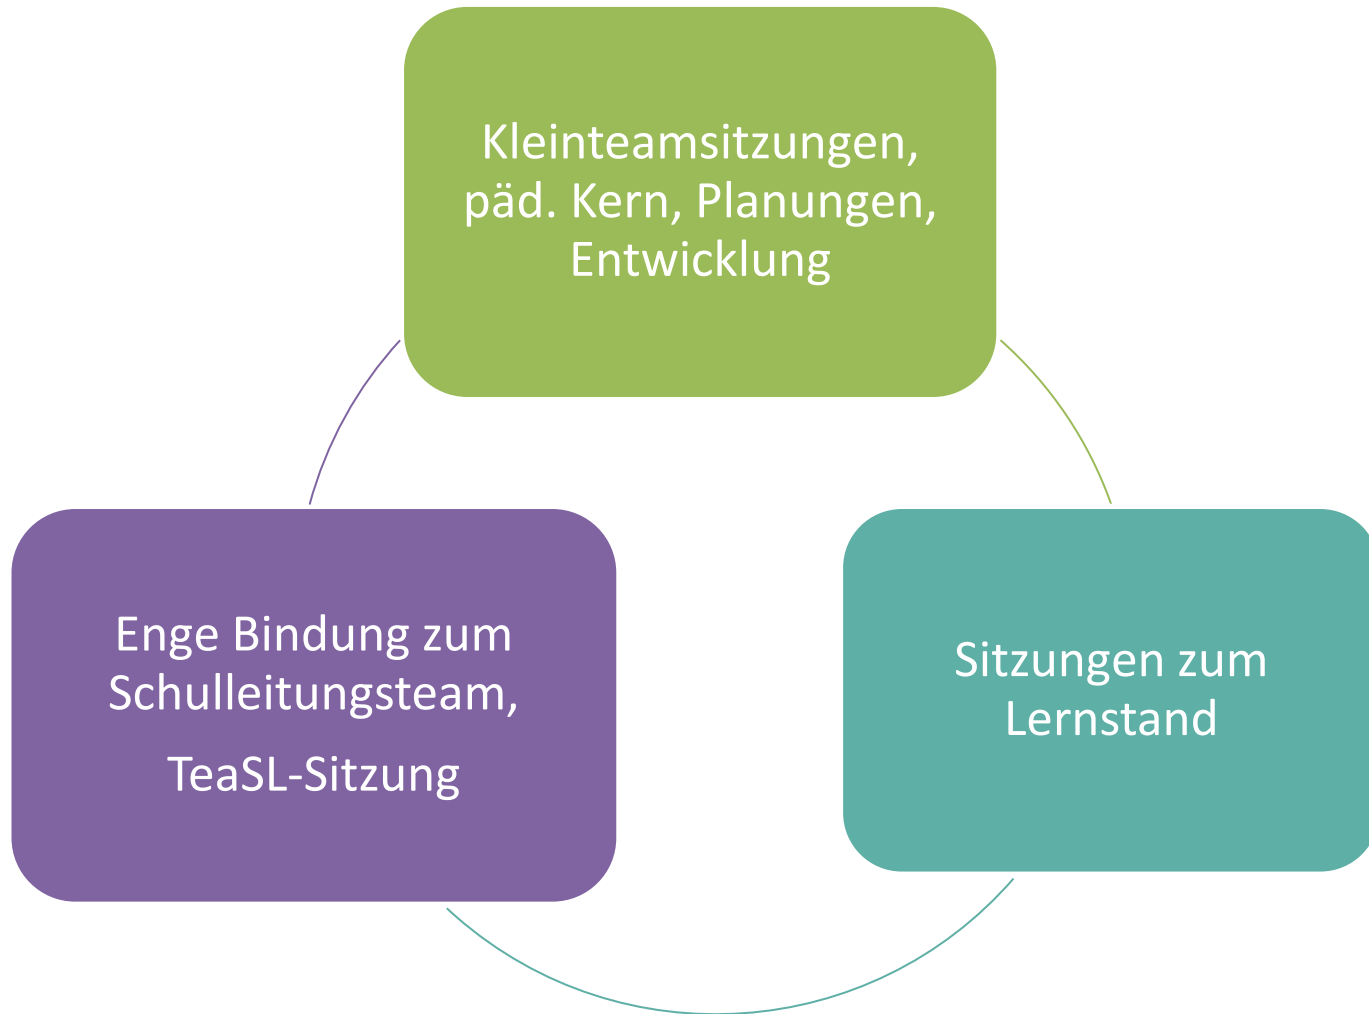 Kleinteamsitzungen,
päd. Kern, Planungen,
Entwicklung
Enge Bindung zum
Schulleitungsteam,
TeaSL-Sitzung
Sitzungen zum
Lernstand